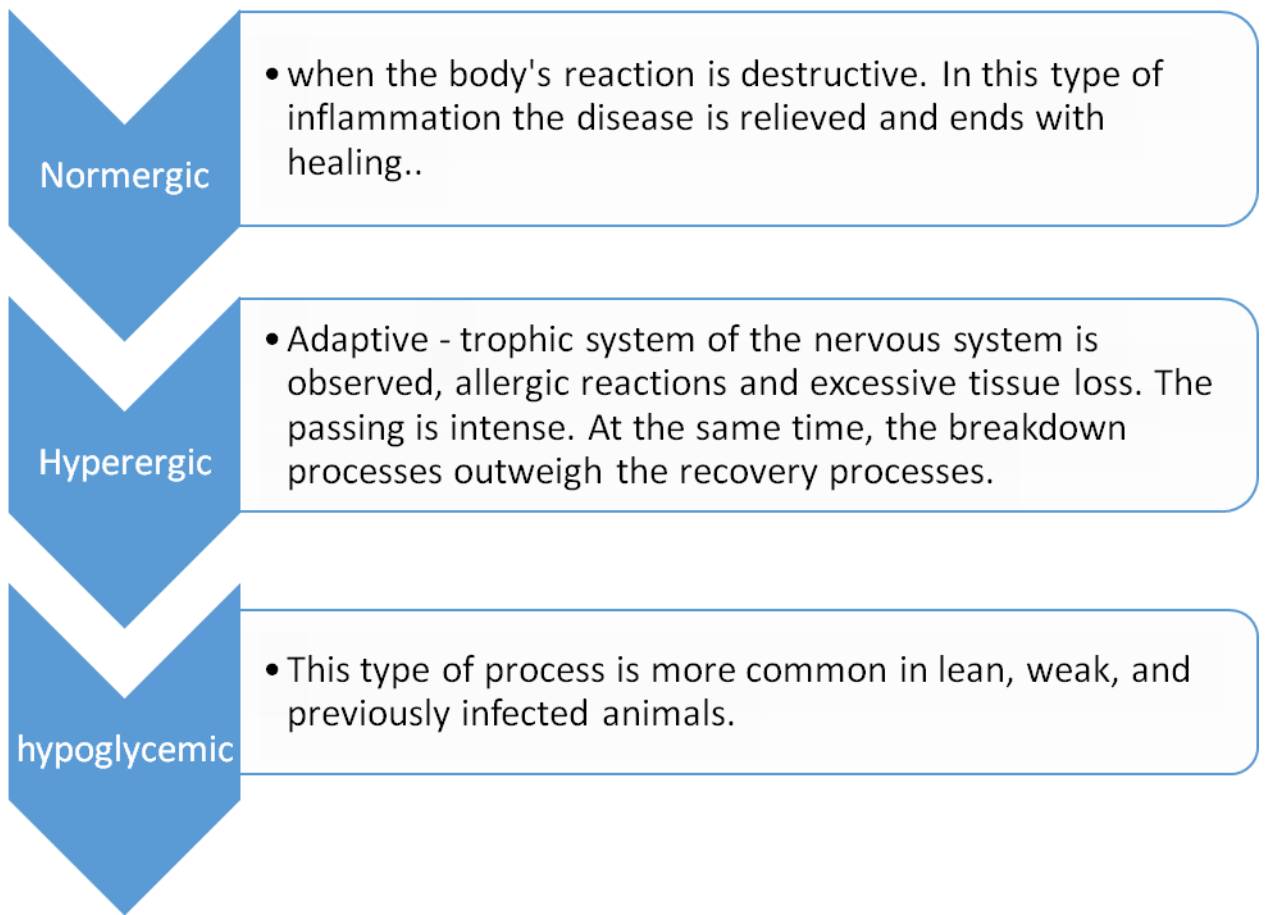 Normergic
• when the body's reaction is destructive. In this type of
inflammation the disease is relieved and ends with
healing..
Hyperergic
• Adaptive - trophic system of the nervous system is
observed, allergic reactions and excessive tissue loss. The
passing is intense. At the same time, the breakdown
processes outweigh the recovery processes.
hypoglycemic
• This type of process is more common in lean, weak, and
previously infected animals.